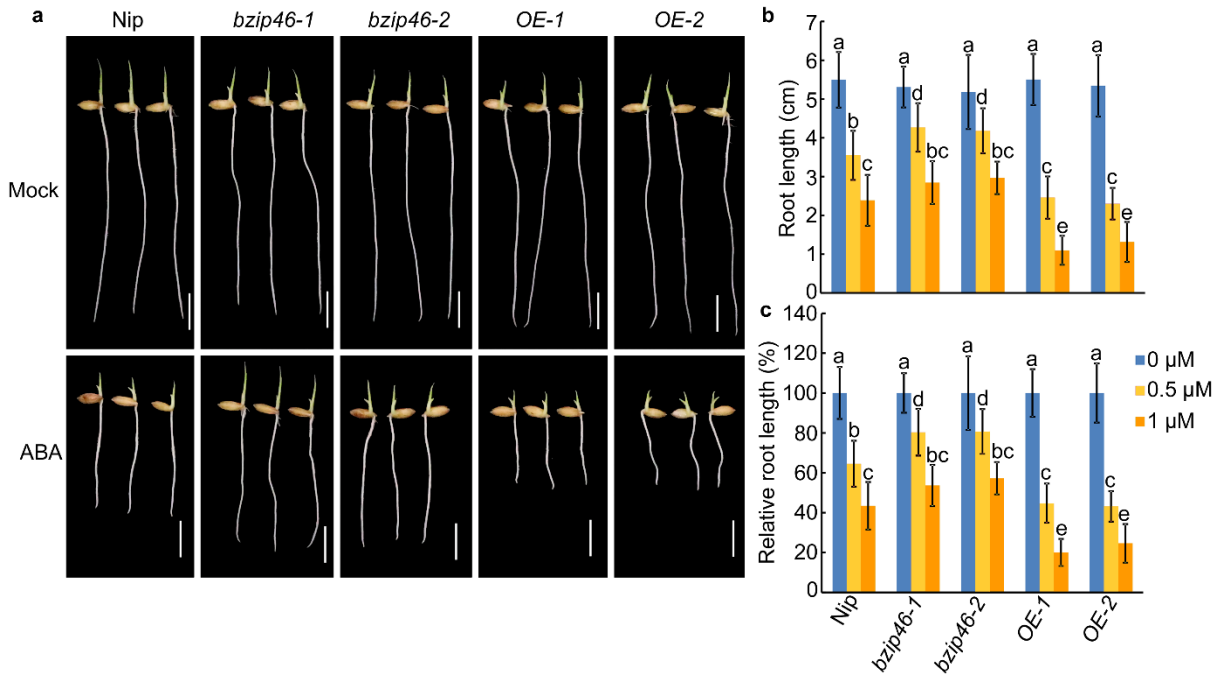 a
Nip
bzip46-1
bzip46-2
OE-1
OE-2
Mock
ABA
b
Root length (cm)
7
6
5
4
3
2
1
0
a
b
c
a
d
bc
a
d
bc
a
c
e
a
c
e
c
Relative root length (%)
140
120
100
80
60
40
20
0
a
b
c
a
d
bc
a
d
bc
a
c
e
a
c
e
0 µM
0.5 µM
1 µM
Nip
bzip46-1
bzip46-2
OE-1
OE-2